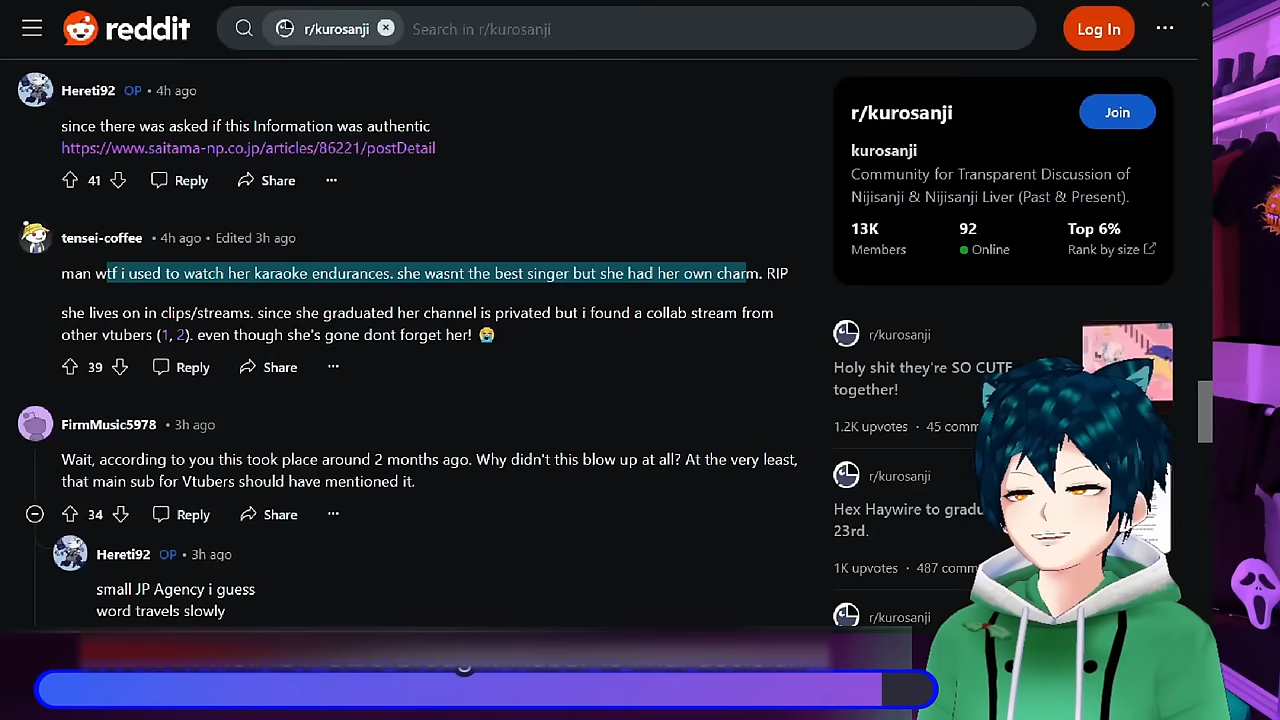 reddit
r/kurosanji
Search in r/kurosanji
Log In
Hereti92 OP • 4h ago
since there was asked if this Information was authentic
https://www.saitama-np.co.jp/articles/86221/postDetail
41 Reply Share
tensei-coffee • 4h ago • Edited 3h ago
man wtf i used to watch her karaoke endurances. she wasnt the best singer but she had her own charm. RIP
she lives on in clips/streams. since she graduated her channel is privated but i found a collab stream from
other vtubers (1, 2). even though she's gone dont forget her! 😭
39 Reply Share
FirmMusic5978 • 3h ago
Wait, according to you this took place around 2 months ago. Why didn't this blow up at all? At the very least,
that main sub for Vtubers should have mentioned it.
34 Reply Share
Hereti92 OP • 3h ago
small JP Agency i guess
word travels slowly
r/kurosanji
Join
kurosanji
Community for Transparent Discussion of
Nijisanji & Nijisanji Liver (Past & Present).
13K 92 Top 6%
Members Online Rank by size
r/kurosanji
Holy shit they're SO CUTE
together!
1.2K upvotes · 45 comm
r/kurosanji
Hex Haywire to gradu
23rd.
1K upvotes · 487 comm
r/kurosanji